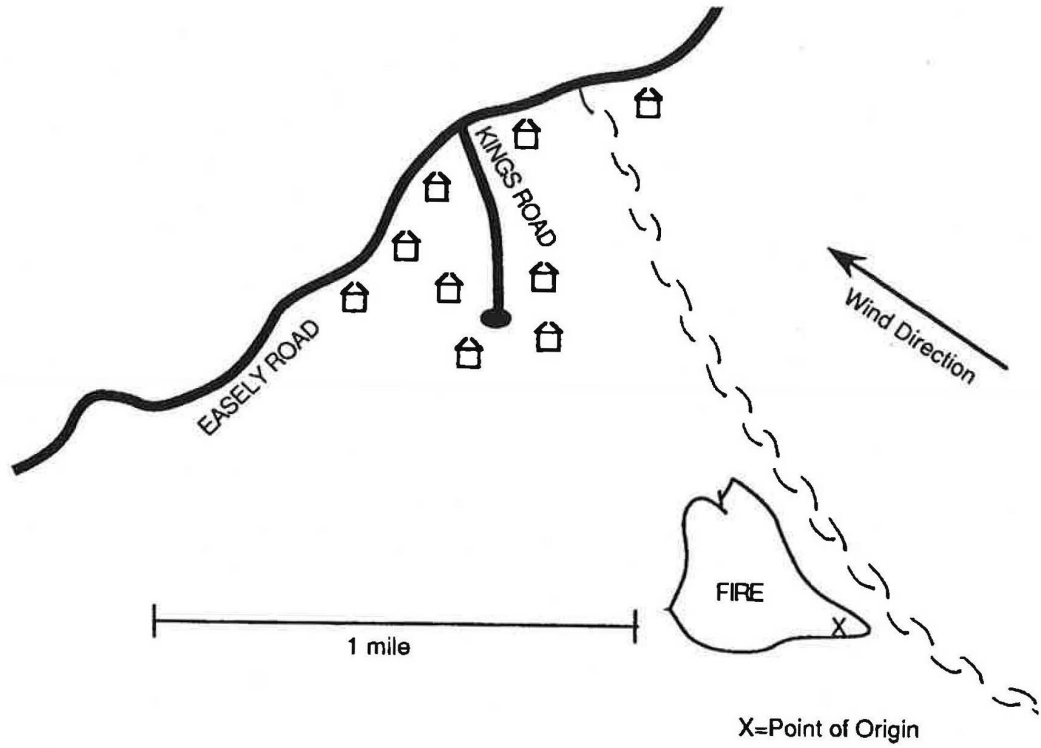 KINGS ROAD
EASELY ROAD
Wind Direction
FIRE
X
1 mile
X=Point of Origin